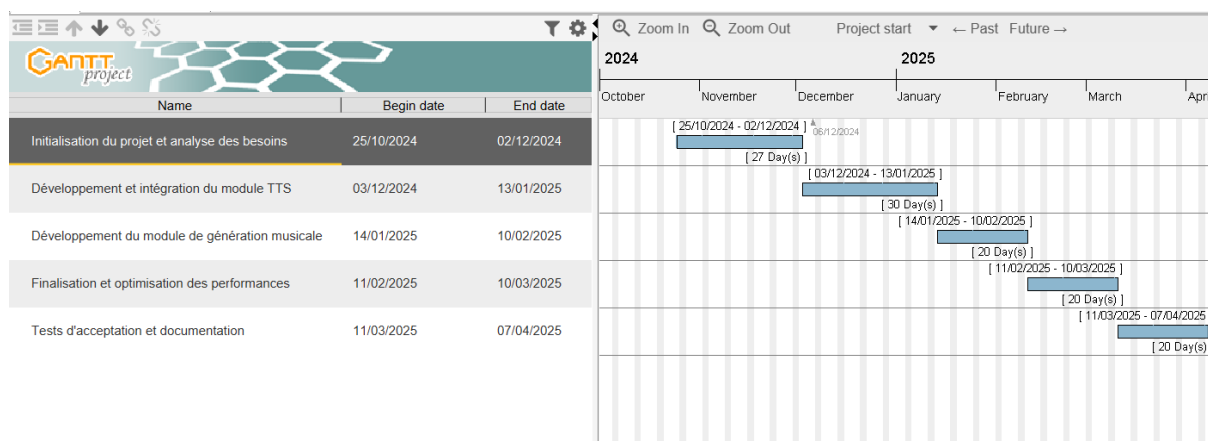 Zoom In Zoom Out Project start ← Past Future →
GANTT
project
2024 2025
Name Begin date End date
October November December January February March Apri
Initialisation du projet et analyse des besoins 25/10/2024 02/12/2024
[ 25/10/2024 - 02/12/2024 ]
06/12/2024
[ 27 Day(s) ]
Développement et intégration du module TTS 03/12/2024 13/01/2025
[ 03/12/2024 - 13/01/2025 ]
[ 30 Day(s) ]
Développement du module de génération musicale 14/01/2025 10/02/2025
[ 14/01/2025 - 10/02/2025 ]
[ 20 Day(s) ]
Finalisation et optimisation des performances 11/02/2025 10/03/2025
[ 11/02/2025 - 10/03/2025 ]
[ 20 Day(s) ]
Tests d'acceptation et documentation 11/03/2025 07/04/2025
[ 11/03/2025 - 07/04/2025
[ 20 Day(s)